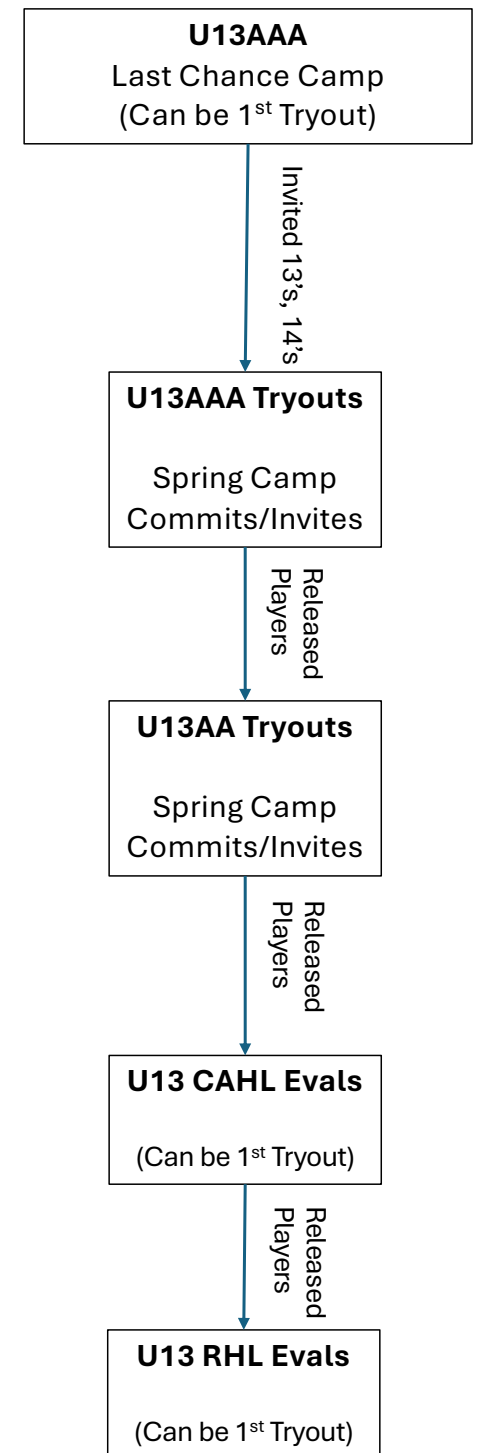 U13AAA
Last Chance Camp
(Can be 1st Tryout)
Invited 13's, 14's
U13AAA Tryouts
Spring Camp
Commits/Invites
Released
Players
U13AA Tryouts
Spring Camp
Commits/Invites
Released
Players
U13 CAHL Evals
(Can be 1st Tryout)
Released
Players
U13 RHL Evals
(Can be 1st Tryout)